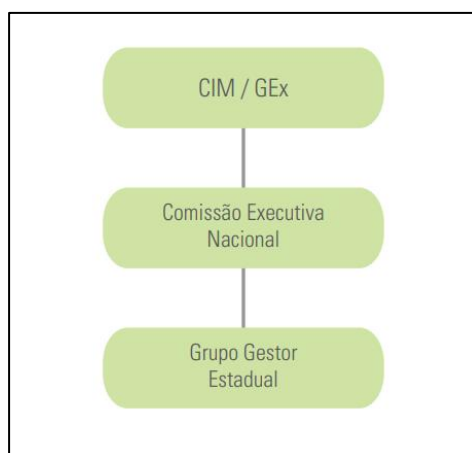 CIM / GEx
Comissão Executiva
Nacional
Grupo Gestor
Estadual